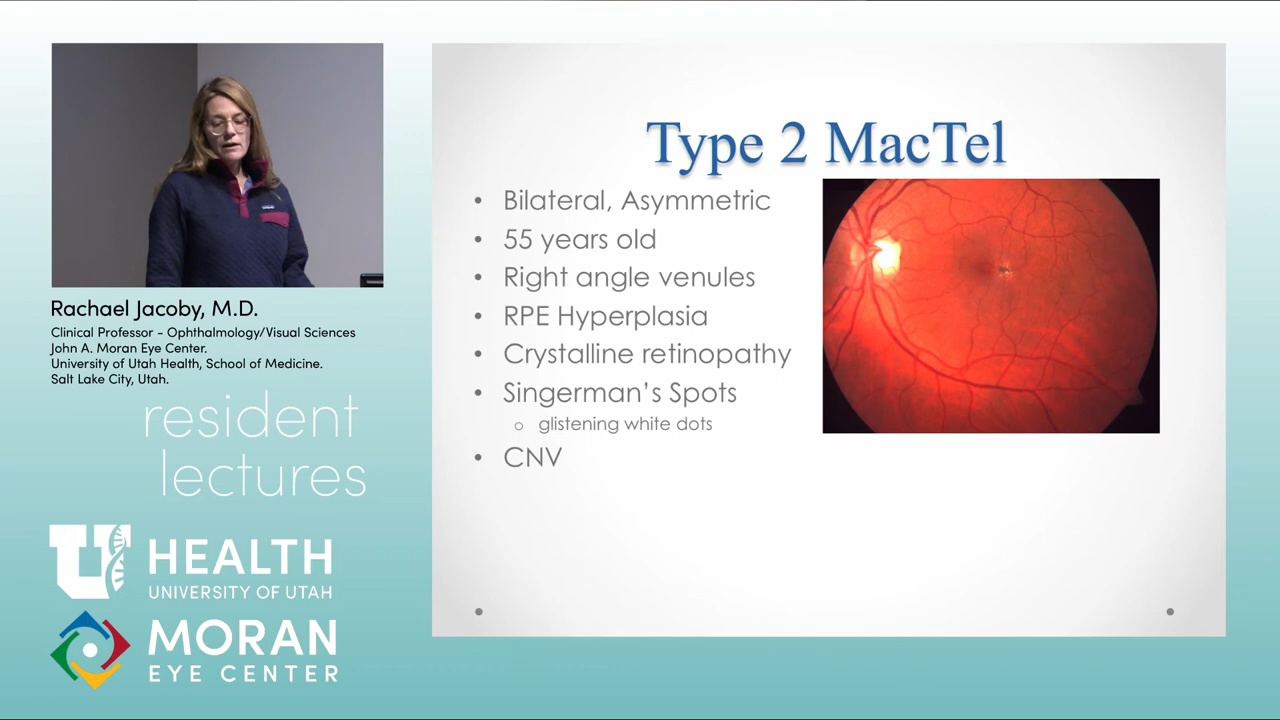 Rachael Jacoby, M.D.
Clinical Professor - Ophthalmology/Visual Sciences
John A. Moran Eye Center.
University of Utah Health, School of Medicine.
Salt Lake City, Utah.
resident
lectures
U HEALTH
UNIVERSITY OF UTAH
MORAN
EYE CENTER
Type 2 MacTel
• Bilateral, Asymmetric
• 55 years old
• Right angle venules
• RPE Hyperplasia
• Crystalline retinopathy
• Singerman’s Spots
o glistening white dots
• CNV